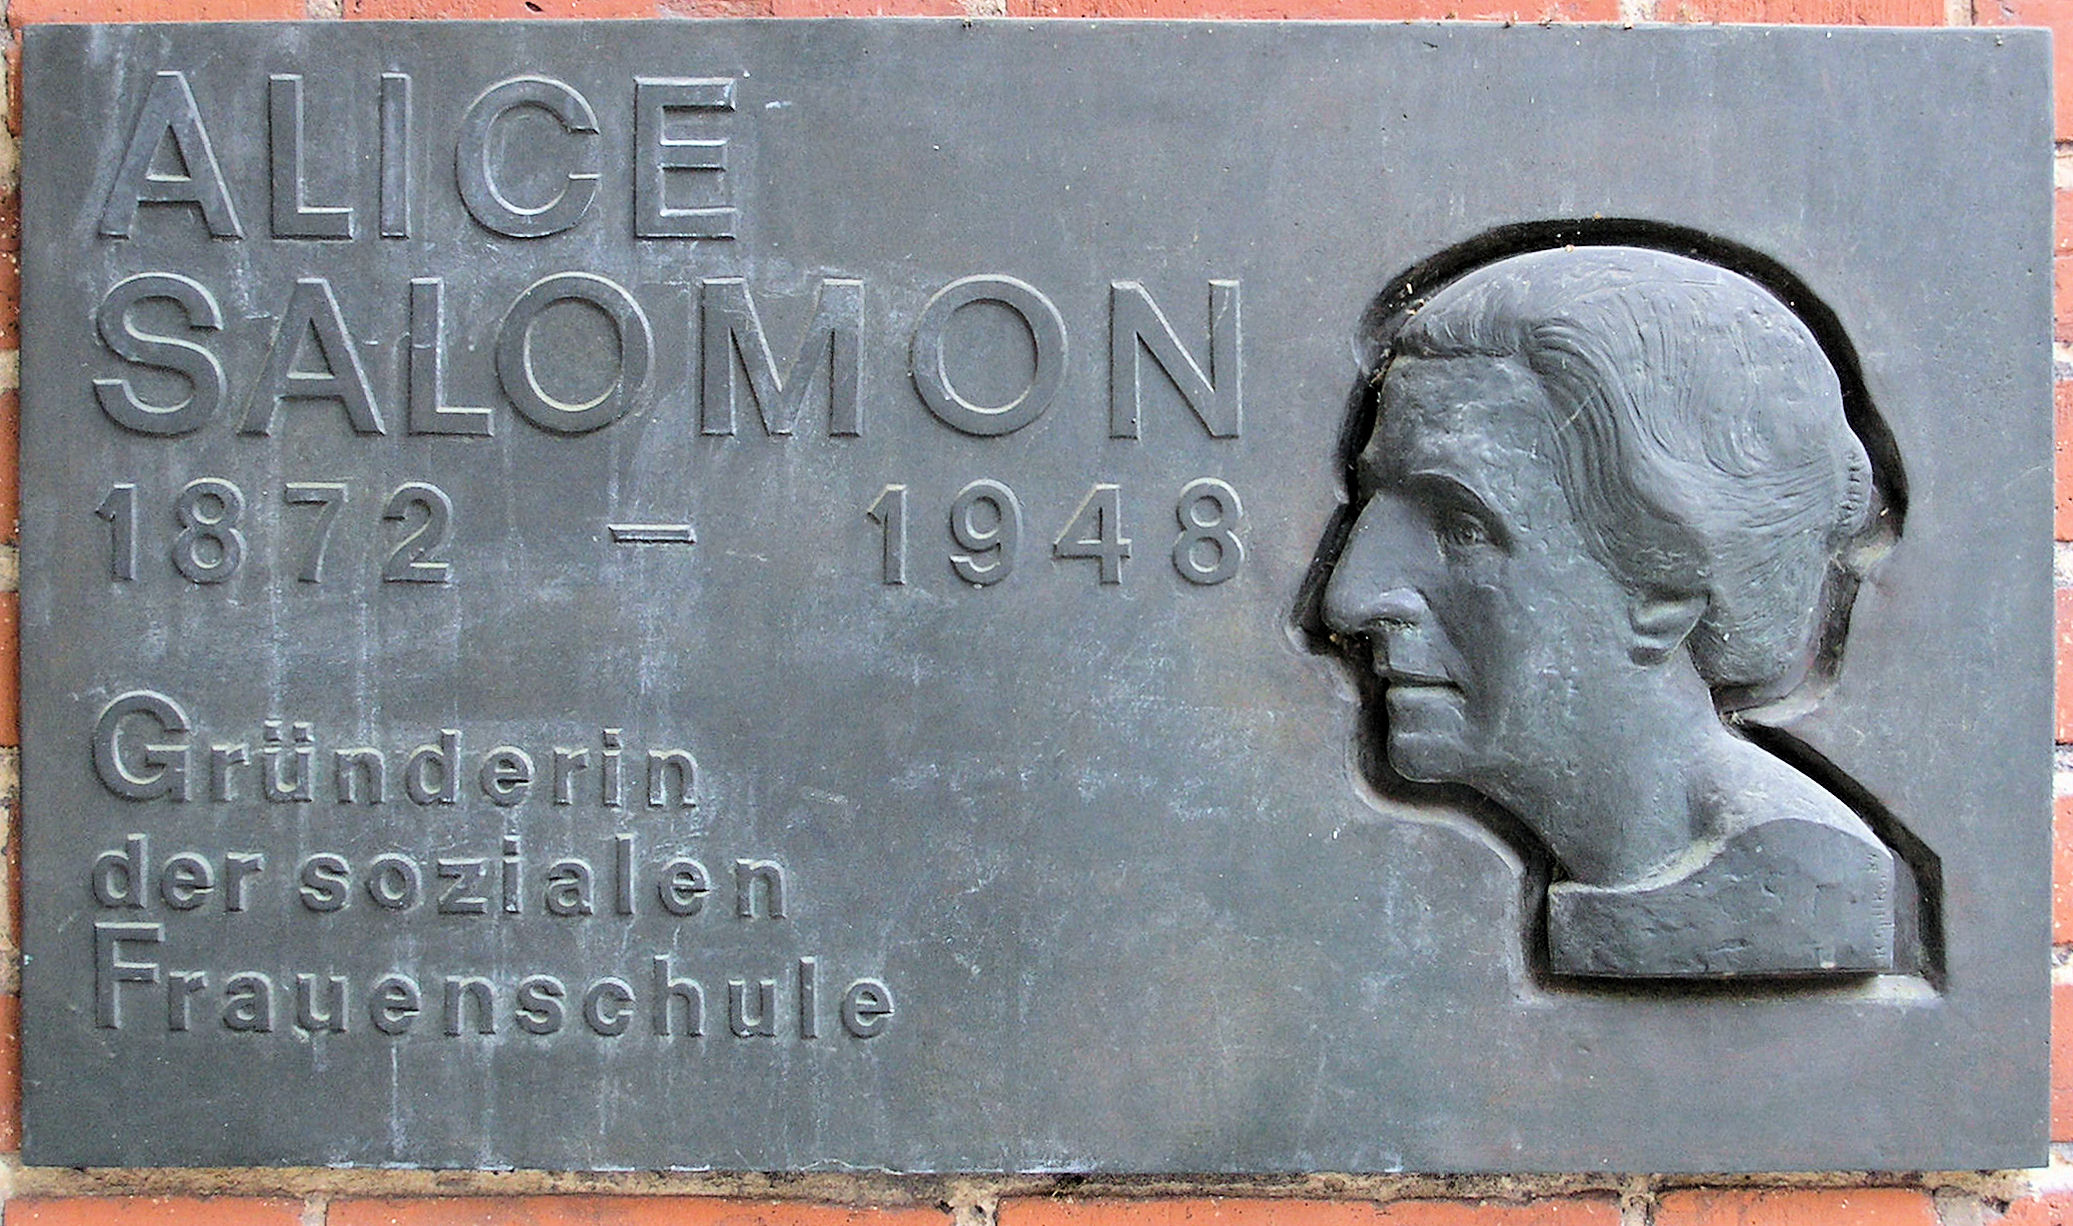 ALICE
SALOMON
1872 – 1948
Gründerin
der sozialen
Frauenschule